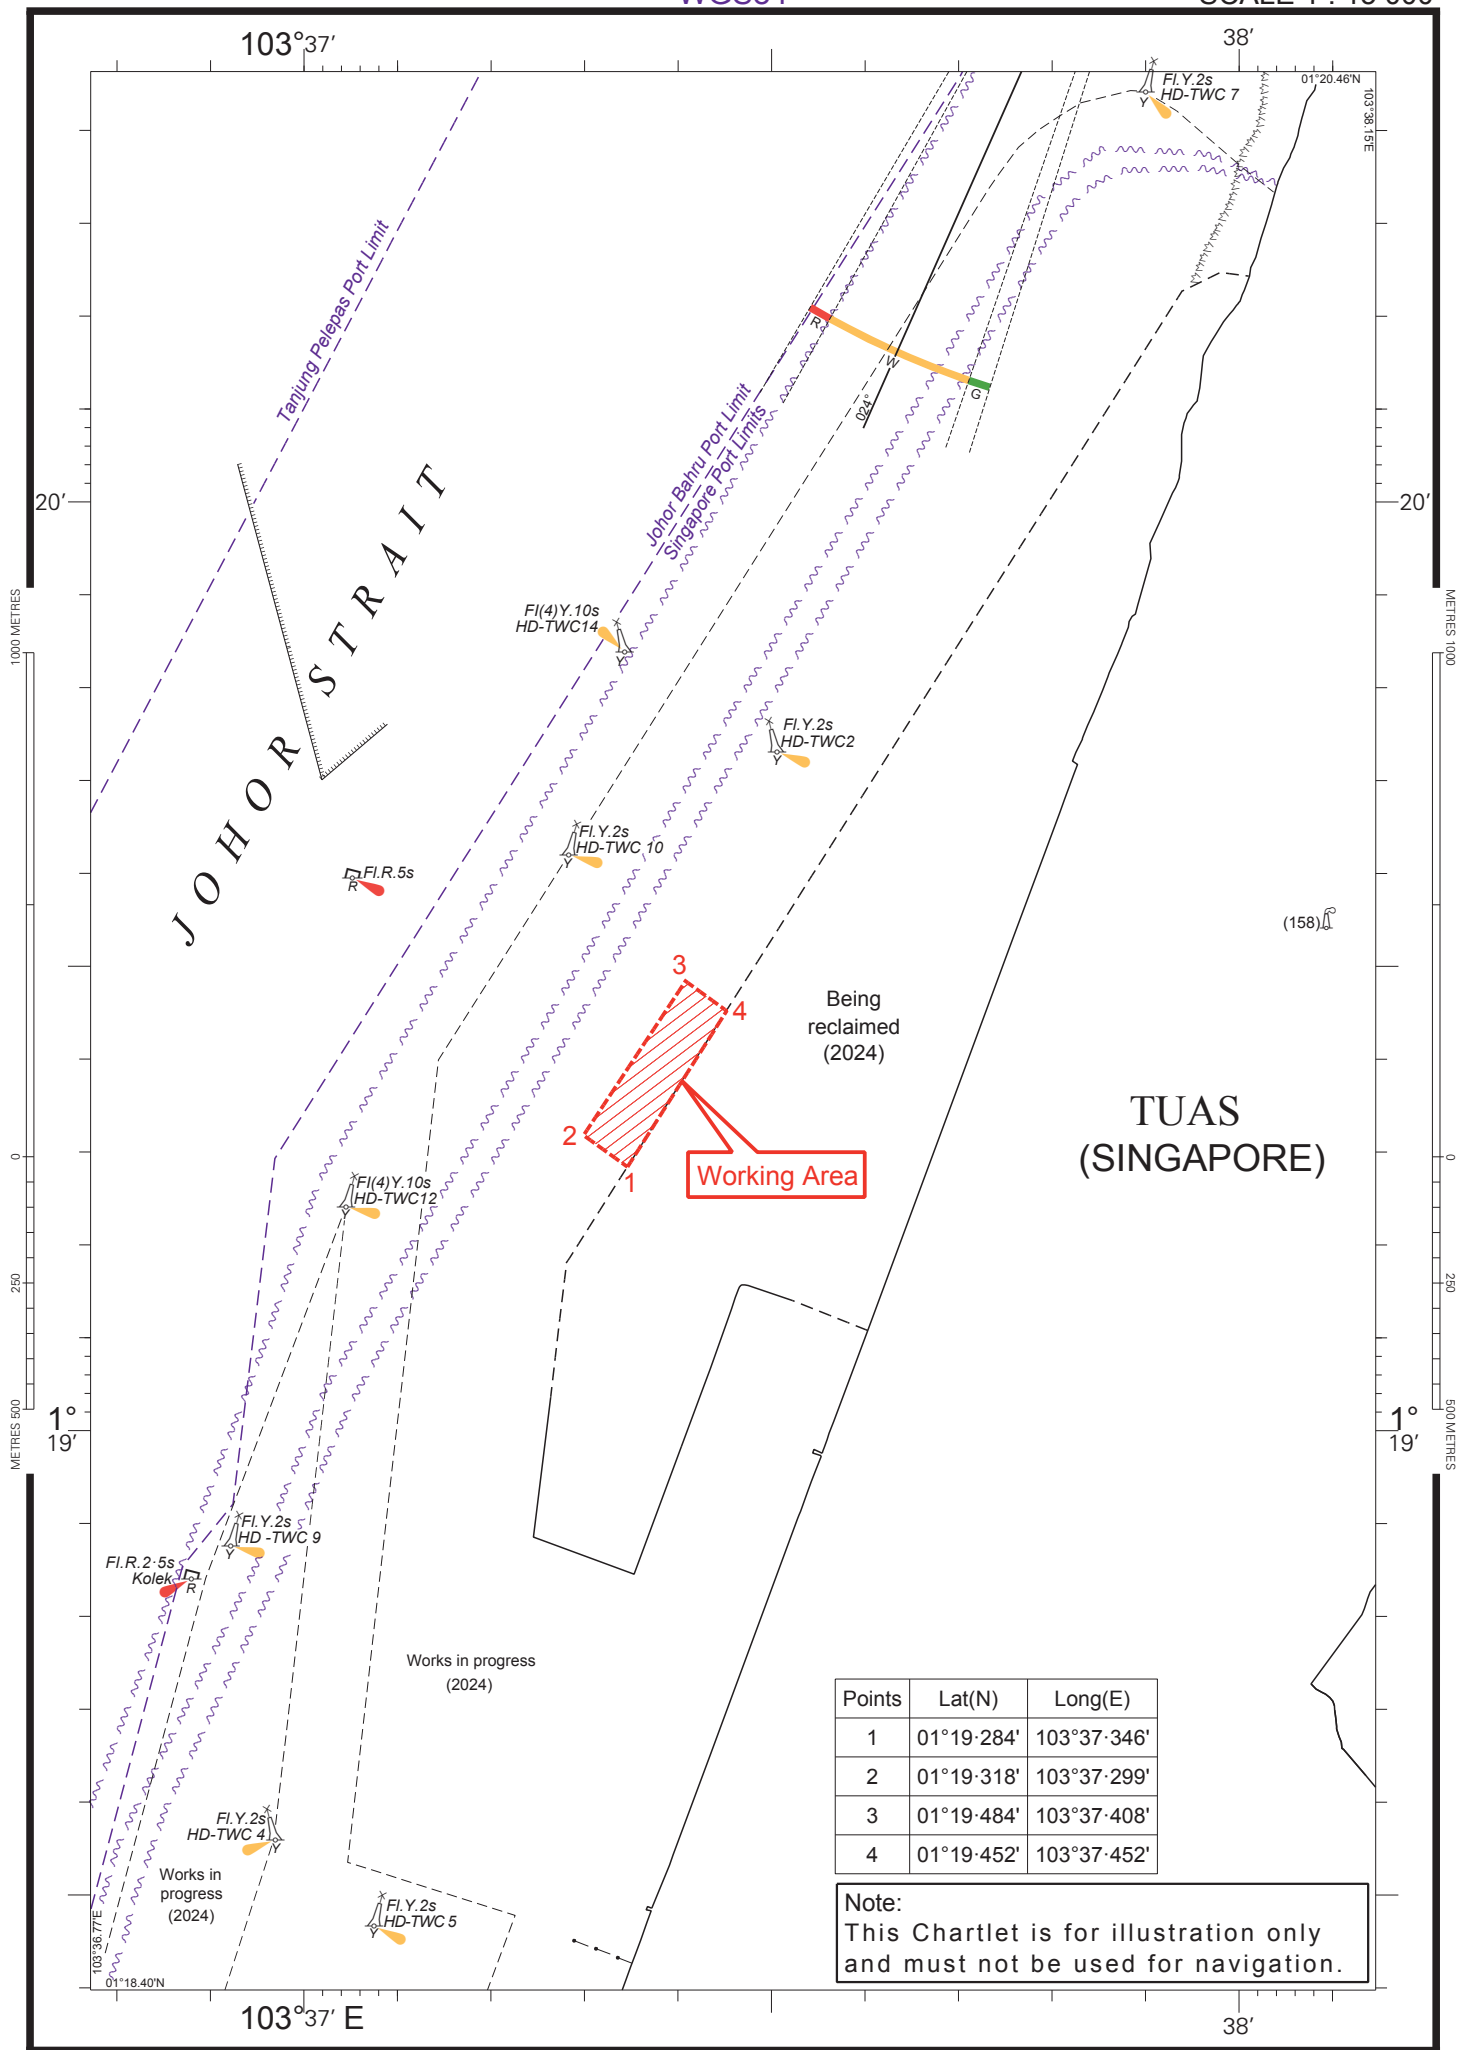 103°37′
38′
01°20.46'N
103°38.15'E
Fl.Y.2s
HD-TWC 7
Tanjung Pelepas Port Limit
R
W
G
024°
Johor Bahru Port Limit
Singapore Port Limits
20′
20′
JOHOR STRAIT
1000 METRES
METRES 1000
Fl(4)Y.10s
HD-TWC14
Y
Fl.Y.2s
HD-TWC2
Y
Fl.Y.2s
HD-TWC 10
Y
Fl.R.5s
R
(158)
3
4
Being
reclaimed
(2024)
TUAS
(SINGAPORE)
2
1
Working Area
0
0
Fl(4)Y.10s
HD-TWC12
Y
250
250
1°
19′
1°
19′
METRES 500
500 METRES
Fl.Y.2s
HD -TWC 9
Y
Fl.R.2·5s
Kolek
R
Works in progress
(2024)
Points Lat(N) Long(E)
1 01°19·284' 103°37·346'
2 01°19·318' 103°37·299'
3 01°19·484' 103°37·408'
4 01°19·452' 103°37·452'
Fl.Y.2s
HD-TWC 4
Y
Works in
progress
(2024)
Fl.Y.2s
HD-TWC 5
Y
Note:
This Chartlet is for illustration only
and must not be used for navigation.
103°36.77'E
01°18.40'N
103°37′ E
38′